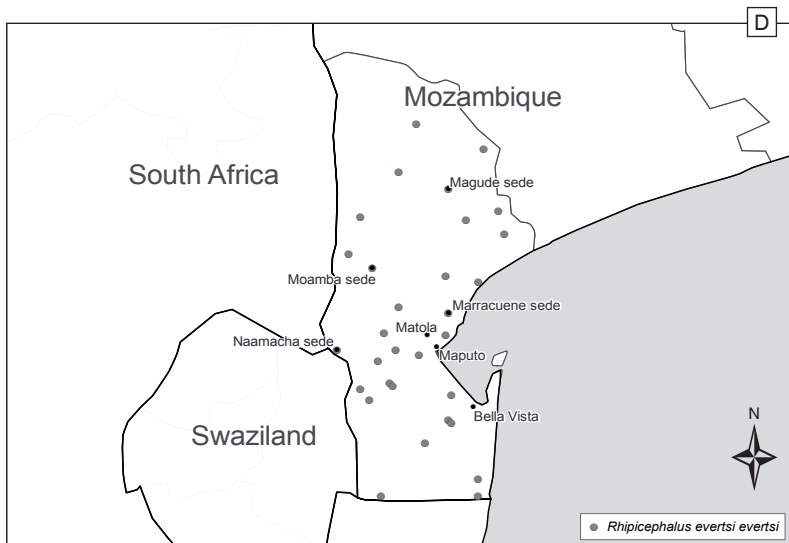 D
Mozambique
South Africa
Magude sede
Moamba sede
Marracuene sede
Matola
Naamacha sede
Maputo
Bella Vista
Swaziland
N
Rhipicephalus evertsi evertsi